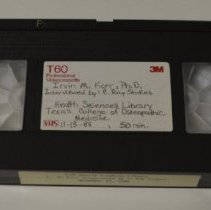 T60
Professional
Videocassette
3M
Irvin M. Korr, Ph.D.
Interviewed by: C. Ray Stokes
Health Sciences Library
Texas College of Osteopathic
Medicine
VHS 11-15-88, 50 min.